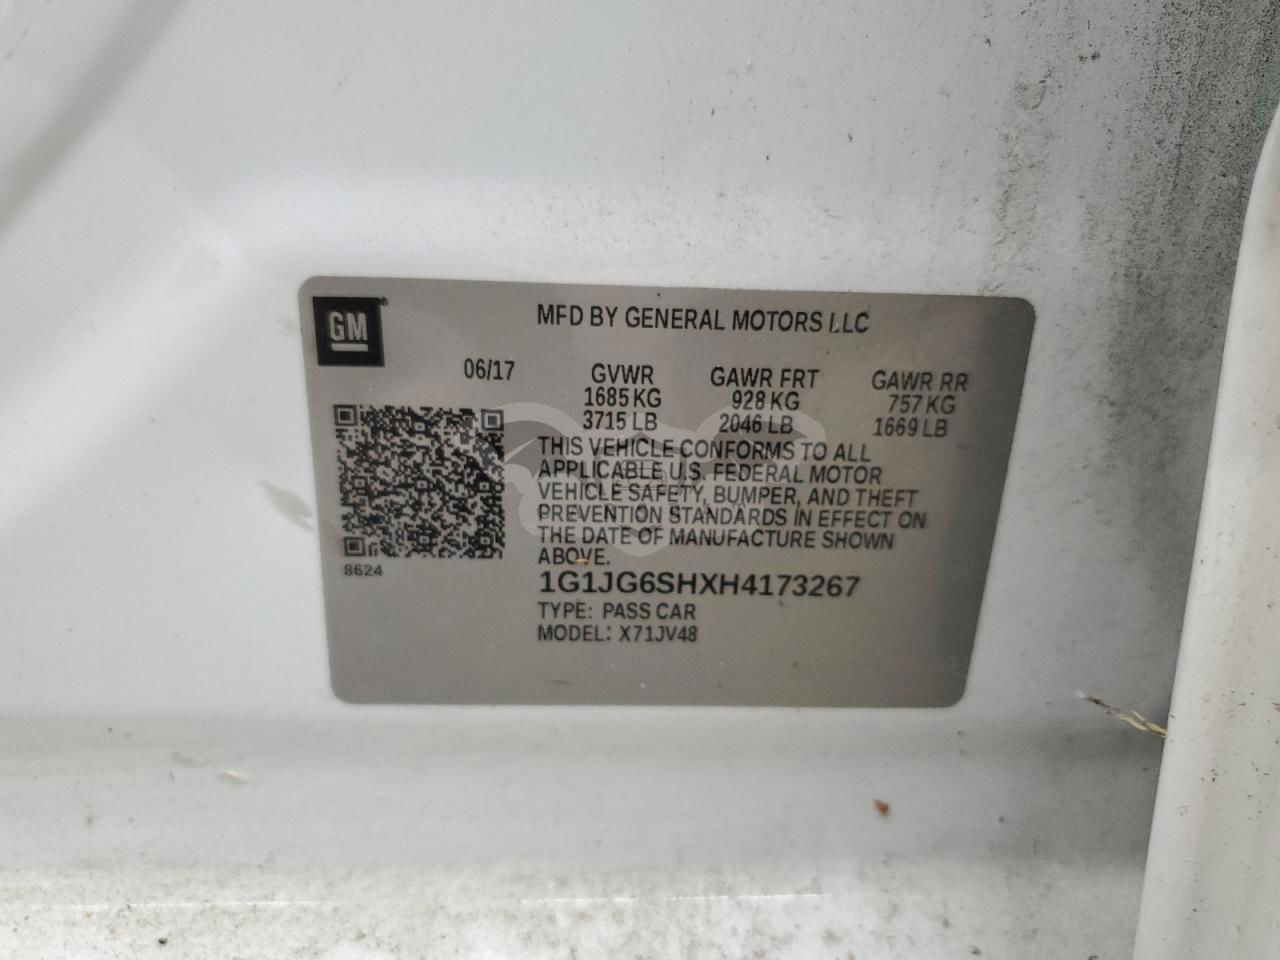 GM
MFD BY GENERAL MOTORS LLC
06/17 GVWR GAWR FRT GAWR RR
1685 KG 928 KG 757 KG
3715 LB 2046 LB 1669 LB
THIS VEHICLE CONFORMS TO ALL
APPLICABLE U.S. FEDERAL MOTOR
VEHICLE SAFETY, BUMPER, AND THEFT
PREVENTION STANDARDS IN EFFECT ON
THE DATE OF MANUFACTURE SHOWN
ABOVE.
8624
1G1JG6SHXH4173267
TYPE: PASS CAR
MODEL: X71JV48